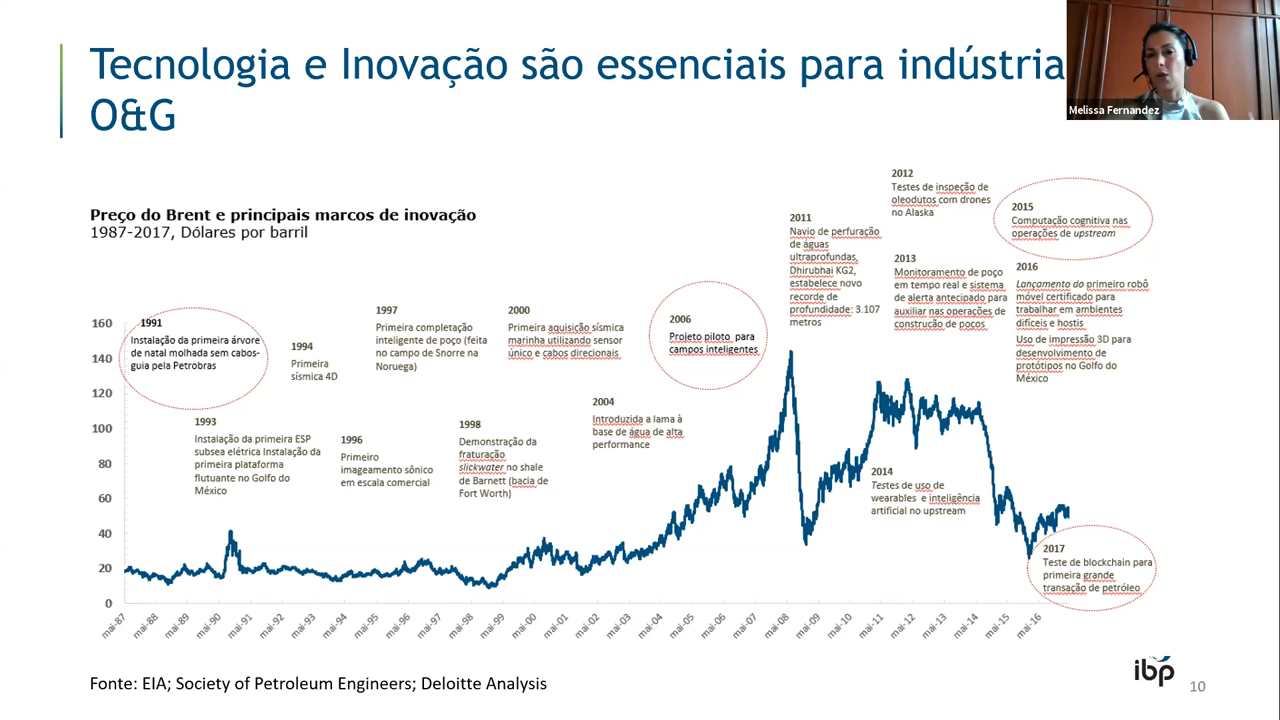 Tecnologia e Inovação são essenciais para indústria
O&G
Melissa Fernandez
Preço do Brent e principais marcos de inovação
1987-2017, Dólares por barril
2012
Testes de inspeção de
oleodutos com drones
no Alaska
2015
Computação cognitiva nas
operações de upstream
2011
Navio de perfuração
de águas
ultraprofundas,
Dhirubhai KG2,
estabelece novo
recorde de
profundidade: 3.107
metros
2013
Monitoramento de poço
em tempo real e sistema
de alerta antecipado para
auxiliar nas operações de
construção de poços
2016
Lançamento do primeiro robô
móvel certificado para
trabalhar em ambientes
difíceis e hostis
Uso de impressão 3D para
desenvolvimento de
protótipos no Golfo do
México
1991
Instalação da primeira árvore
de natal molhada sem cabos-
guia pela Petrobras
1994
Primeira
sísmica 4D
1997
Primeira completação
inteligente de poço (feita
no campo de Snorre na
Noruega)
2000
Primeira aquisição sísmica
marinha utilizando sensor
único e cabos direcionais
2006
Projeto piloto para
campos inteligentes
1993
Instalação da primeira ESP
subsea elétrica Instalação da
primeira plataforma
flutuante no Golfo do
México
1996
Primeiro
imageamento sônico
em escala comercial
1998
Demonstração da
fraturação
slickwater no shale
de Barnett (bacia de
Fort Worth)
2004
Introduzida a lama à
base de água de alta
performance
2014
Testes de uso de
wearables e inteligência
artificial no upstream
2017
Teste de blockchain para
primeira grande
transação de petróleo
160
140
120
100
80
60
40
20
0
mai-87
mai-88
mai-89
mai-90
mai-91
mai-92
mai-93
mai-94
mai-95
mai-96
mai-97
mai-98
mai-99
mai-00
mai-01
mai-02
mai-03
mai-04
mai-05
mai-06
mai-07
mai-08
mai-09
mai-10
mai-11
mai-12
mai-13
mai-14
mai-15
mai-16
Fonte: EIA; Society of Petroleum Engineers; Deloitte Analysis
ibp
10